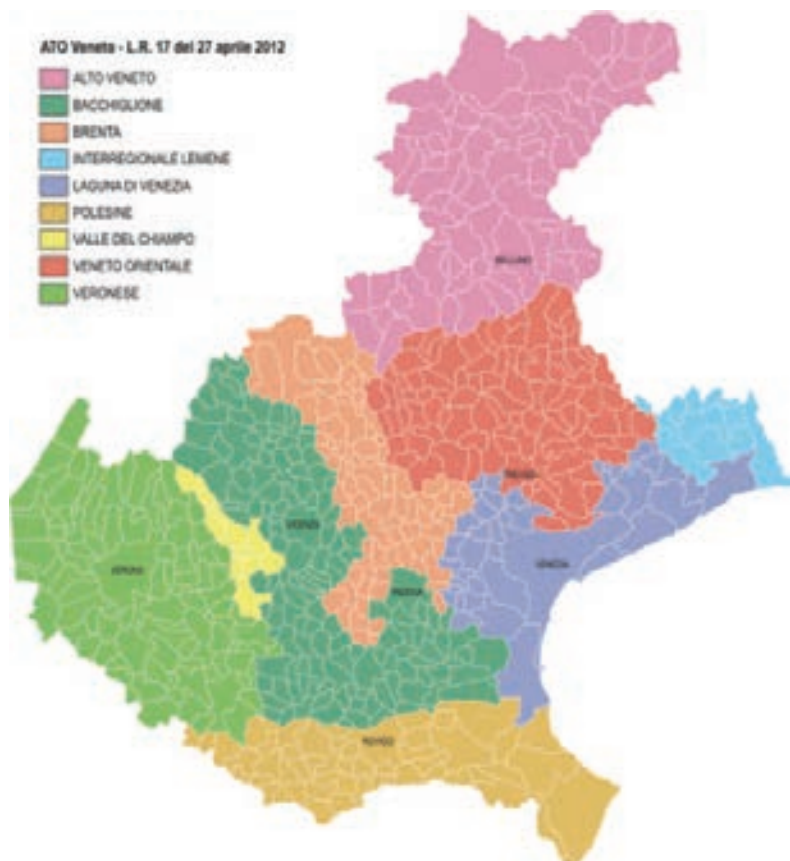 ATO Veneto - L.R. 17 del 27 aprile 2012
ALTO VENETO
BACCHIGLIONE
BRENTA
INTERREGIONALE LEMENE
LAGUNA DI VENEZIA
POLESINE
VALLE DEL CHIAMPO
VENETO ORIENTALE
VERONESE
BELLUNO
TREVISO
VICENZA
VENEZIA
VERONA
PADOVA
ROVIGO